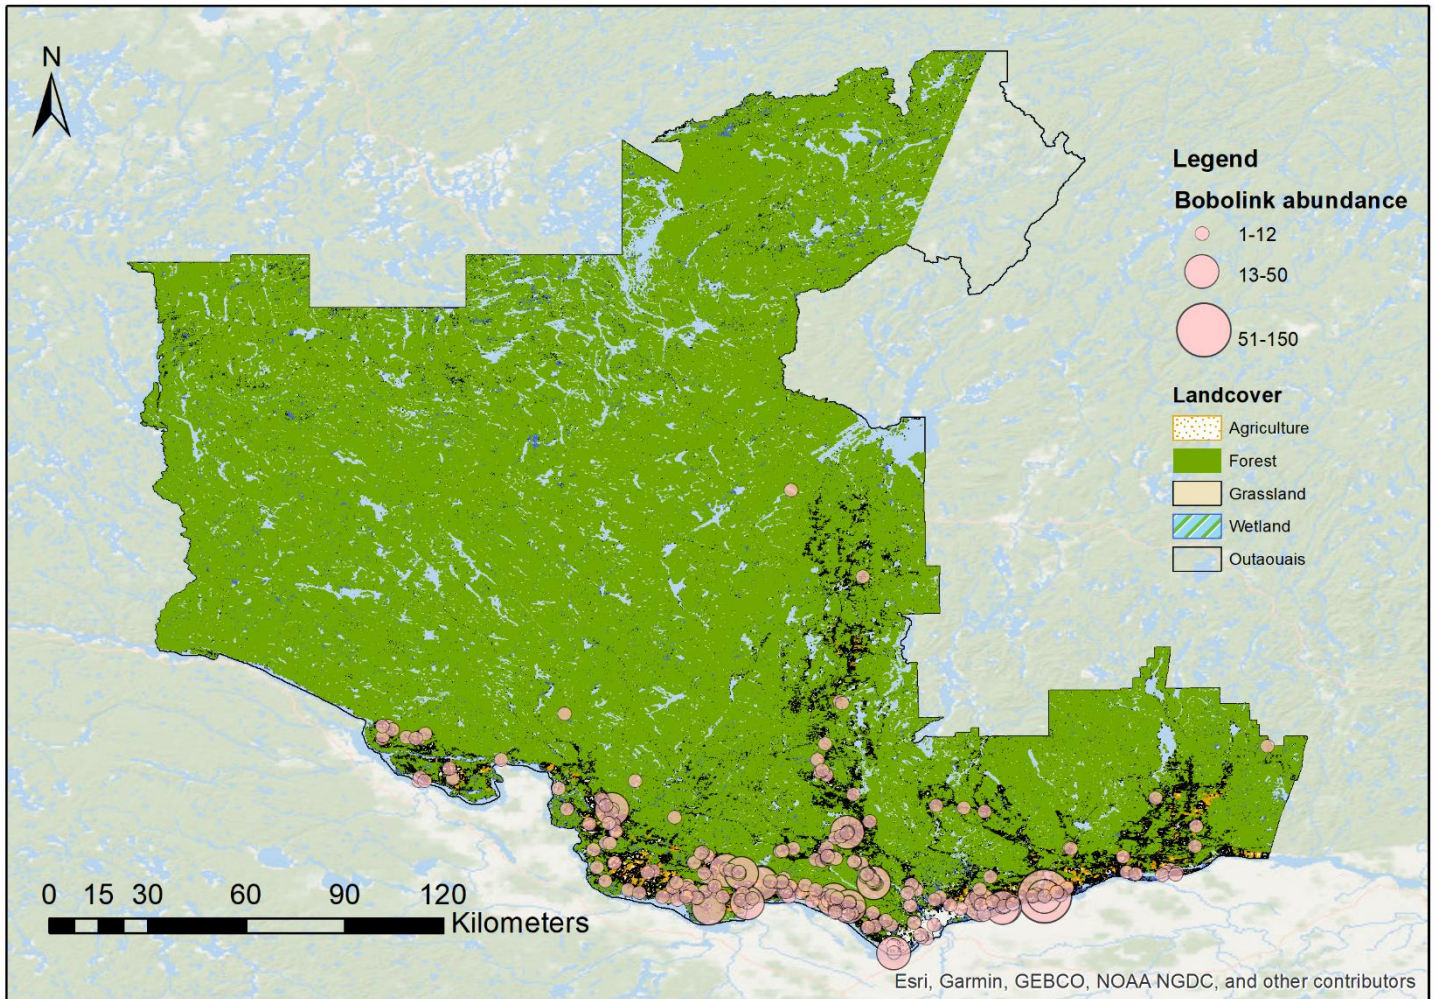 N
Legend
Bobolink abundance
1-12
13-50
51-150
Landcover
Agriculture
Forest
Grassland
Wetland
Outaouais
0 15 30 60 90 120
Kilometers
Esri, Garmin, GEBCO, NOAA NGDC, and other contributors